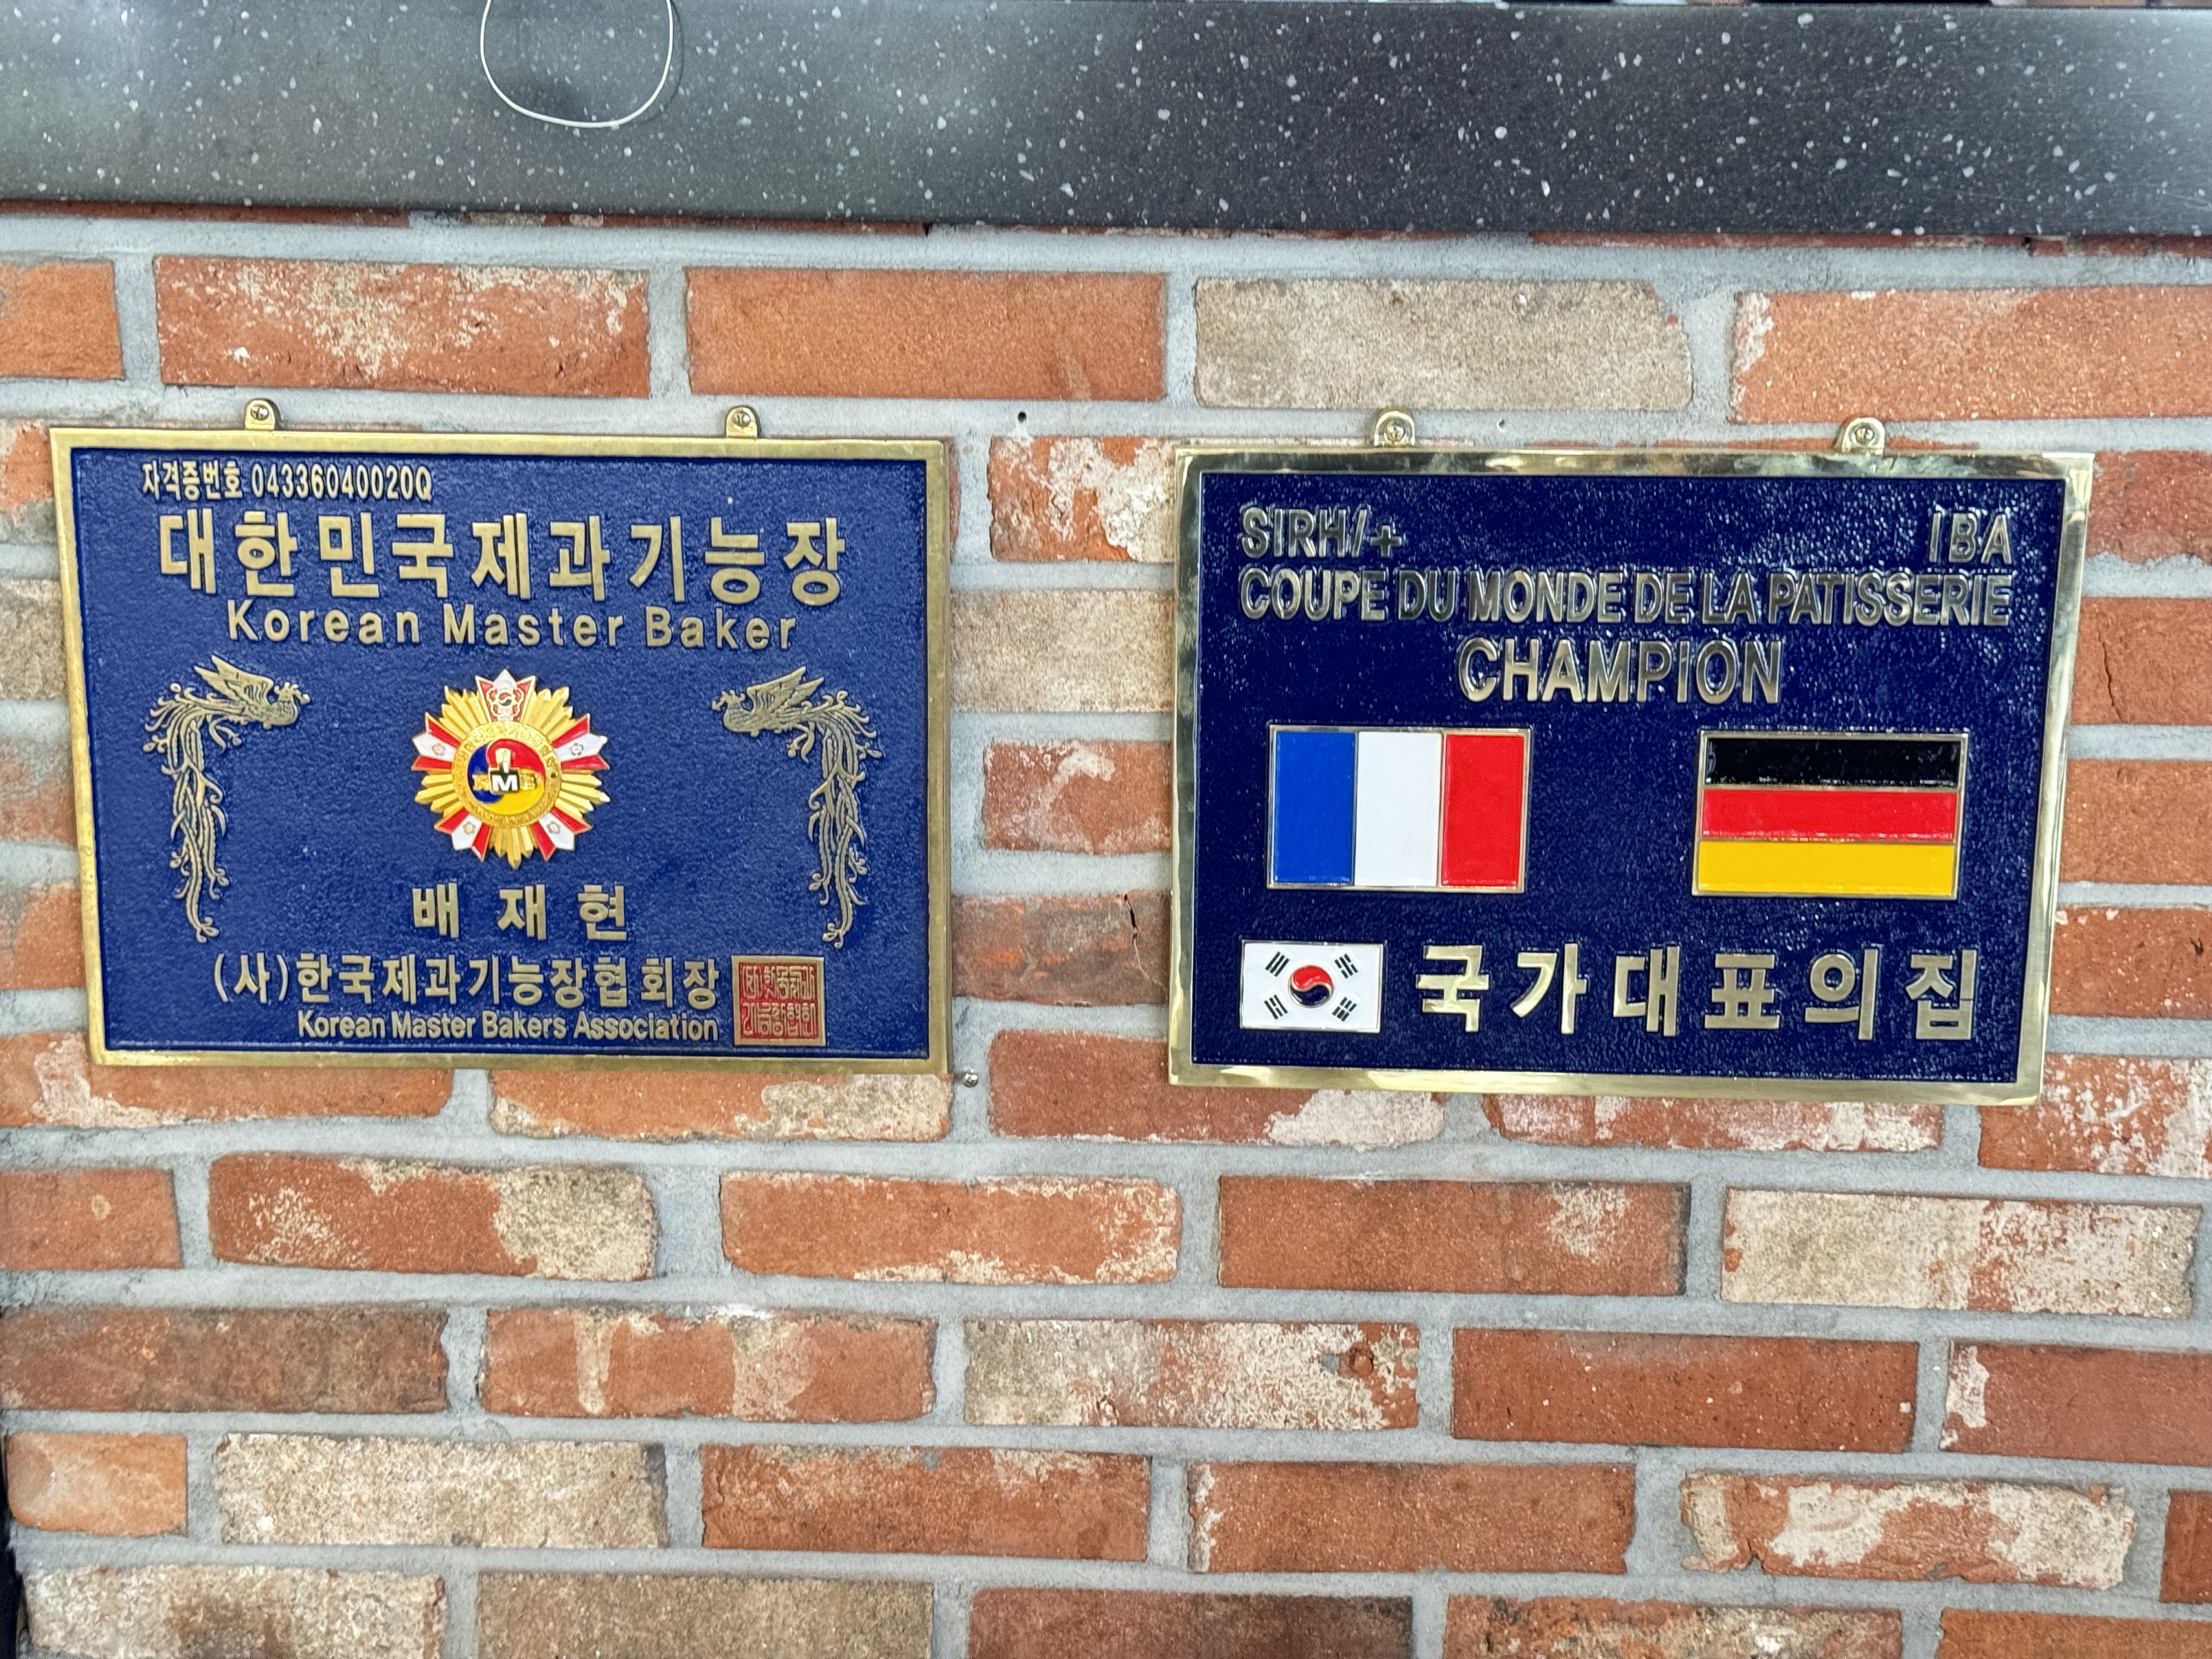 자격증번호 04336040020Q
대한민국제과기능장
Korean Master Baker
배재현
(사)한국제과기능장협회장
Korean Master Bakers Association
SIRH/+ IBA
COUPE DU MONDE DE LA PATISSERIE
CHAMPION
국가대표의집